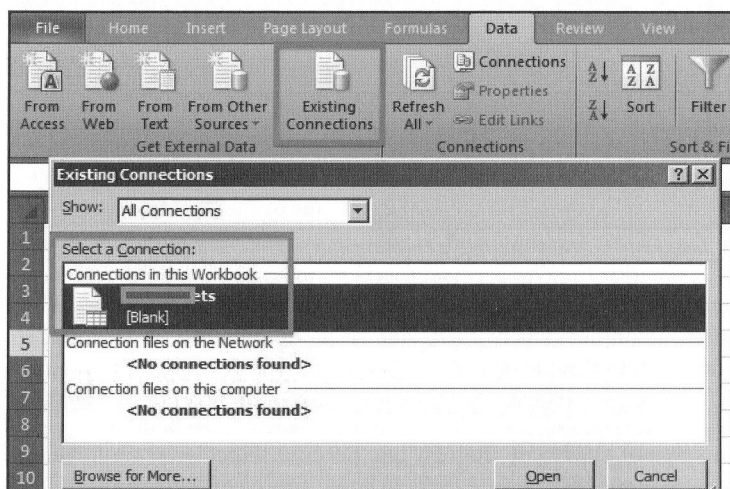 File Home Insert Page Layout Formulas Data Review View
From Access
From Web
From Text
From Other Sources
Existing Connections
Refresh All
Connections
Properties
Edit Links
A Z
Z A
A Z Z A
Sort
Filter
Get External Data
Connections
Sort & Fi
Existing Connections
Show: All Connections
Select a Connection:
Connections in this Workbook
ets
[Blank]
Connection files on the Network
<No connections found>
Connection files on this computer
<No connections found>
Browse for More... Open Cancel
1
2
3
4
5
6
7
8
9
10